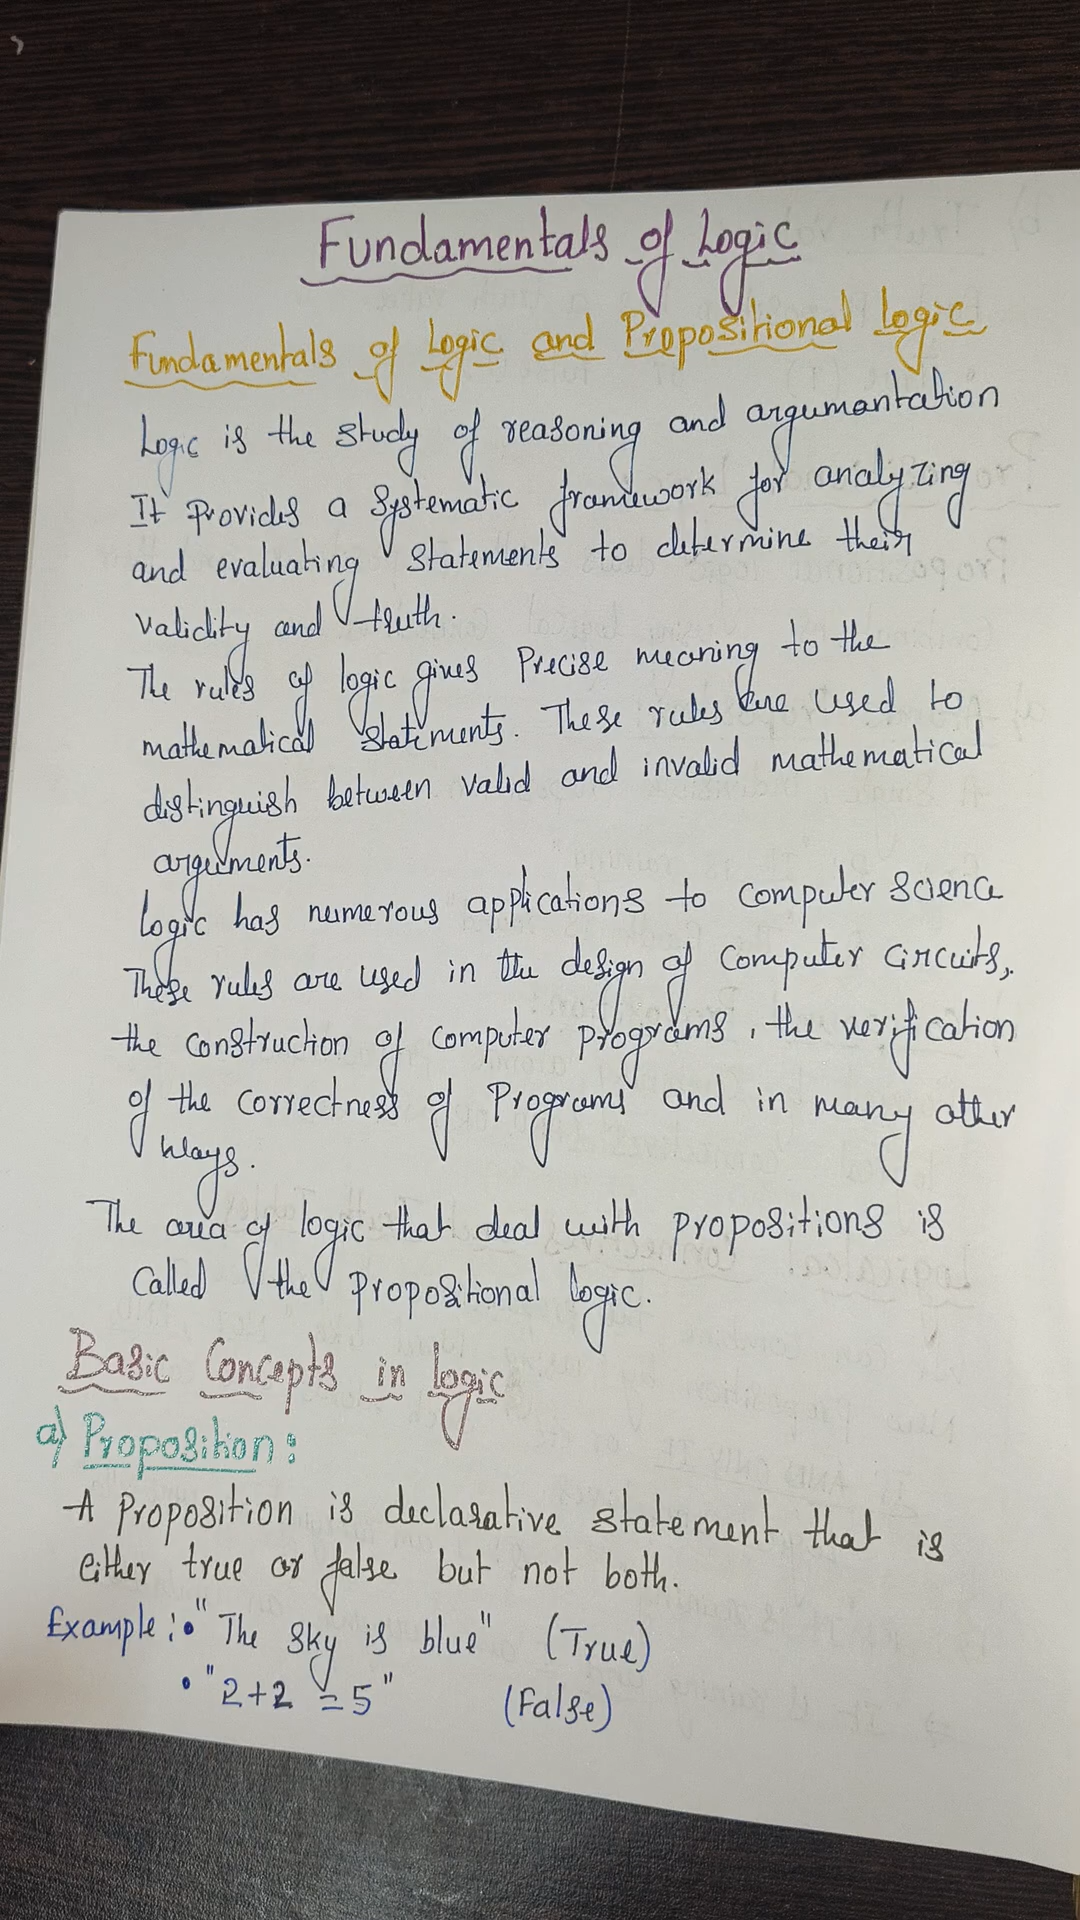 Fundamentals of Logic
Fundamentals of Logic and Propositional Logic
Logic is the study of reasoning and argumantation
It Provides a Systematic framework for analyzing
and evaluating Statements to determine their
validity and truth.
The rules of logic gives Precise meaning to the
mathematical Statements. These rules are used to
distinguish between valid and invalid mathematical
arguments.
Logic has numerous applications to Computer Science
These rules are used in the design of Computer Circuits,
the construction of computer programs, the verification
of the correctness of Programs and in many other
ways.
The area of logic that deal with propositions is
Called the Propositional logic.
Basic Concepts in Logic
a) Proposition:
A Proposition is declarative statement that is
either true or false but not both.
Example: • "The sky is blue" (True)
• "2+2 = 5" (False)